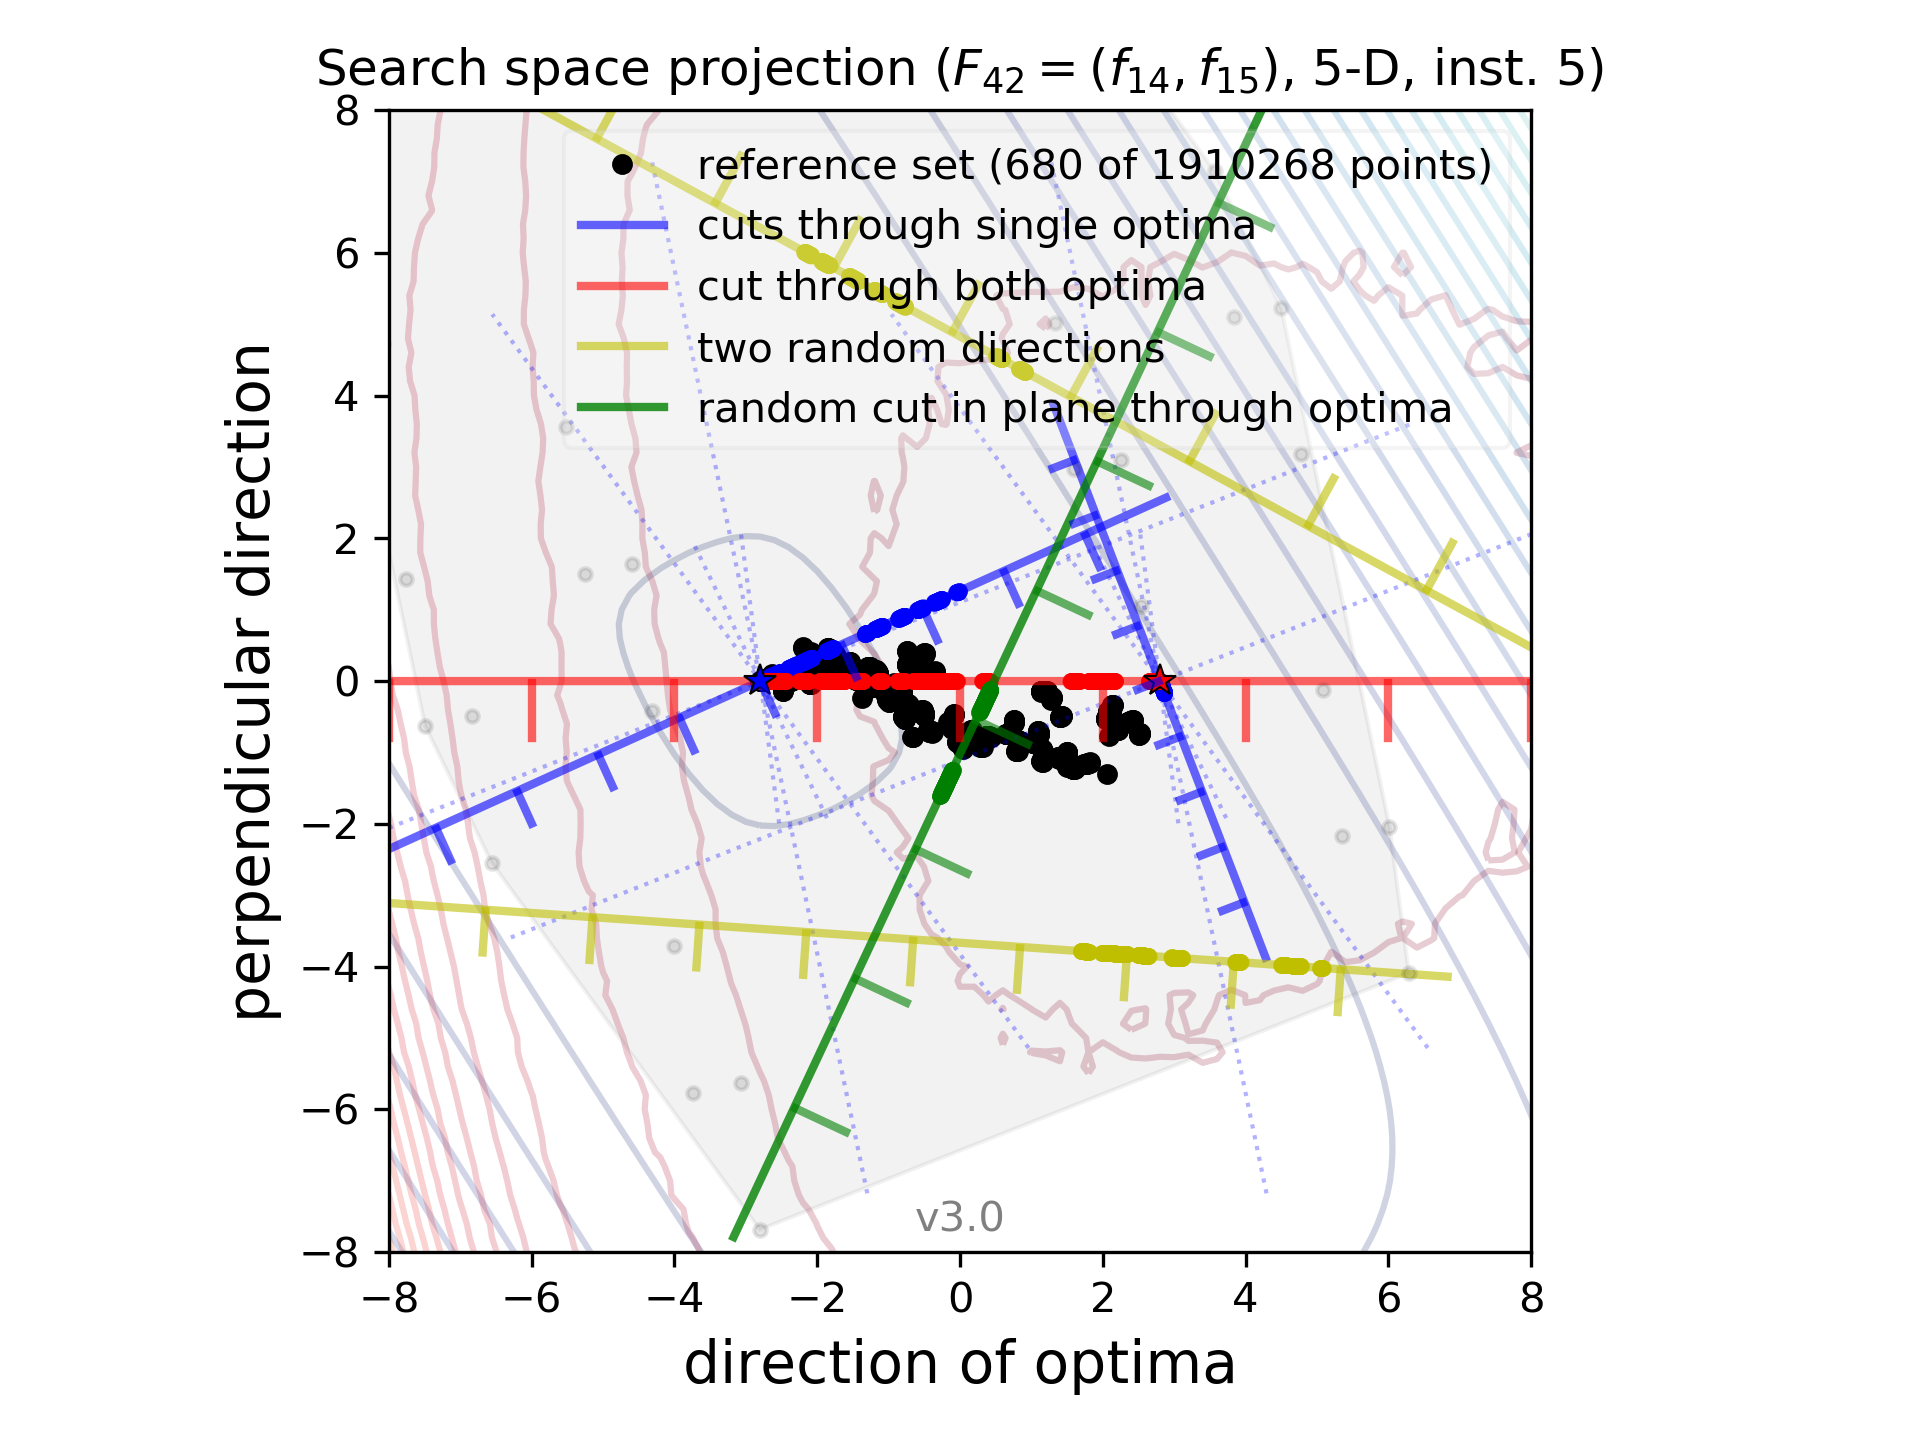 Search space projection (F₄₂ = (f₁₄, f₁₅), 5-D, inst. 5)
reference set (680 of 1910268 points)
cuts through single optima
cut through both optima
two random directions
random cut in plane through optima
8
6
4
2
0
−2
−4
−6
−8
perpendicular direction
v3.0
−8 −6 −4 −2 0 2 4 6 8
direction of optima